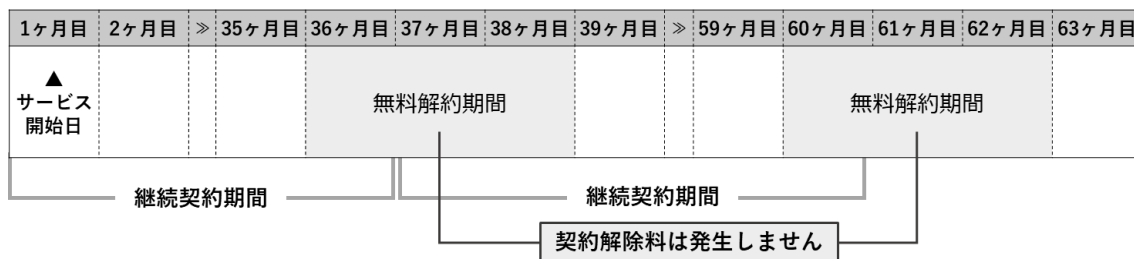 1ヶ月目 2ヶ月目 ≫ 35ヶ月目 36ヶ月目 37ヶ月目 38ヶ月目 39ヶ月目 ≫ 59ヶ月目 60ヶ月目 61ヶ月目 62ヶ月目 63ヶ月目
▲
サービス
開始日
無料解約期間 無料解約期間
継続契約期間 継続契約期間
契約解除料は発生しません